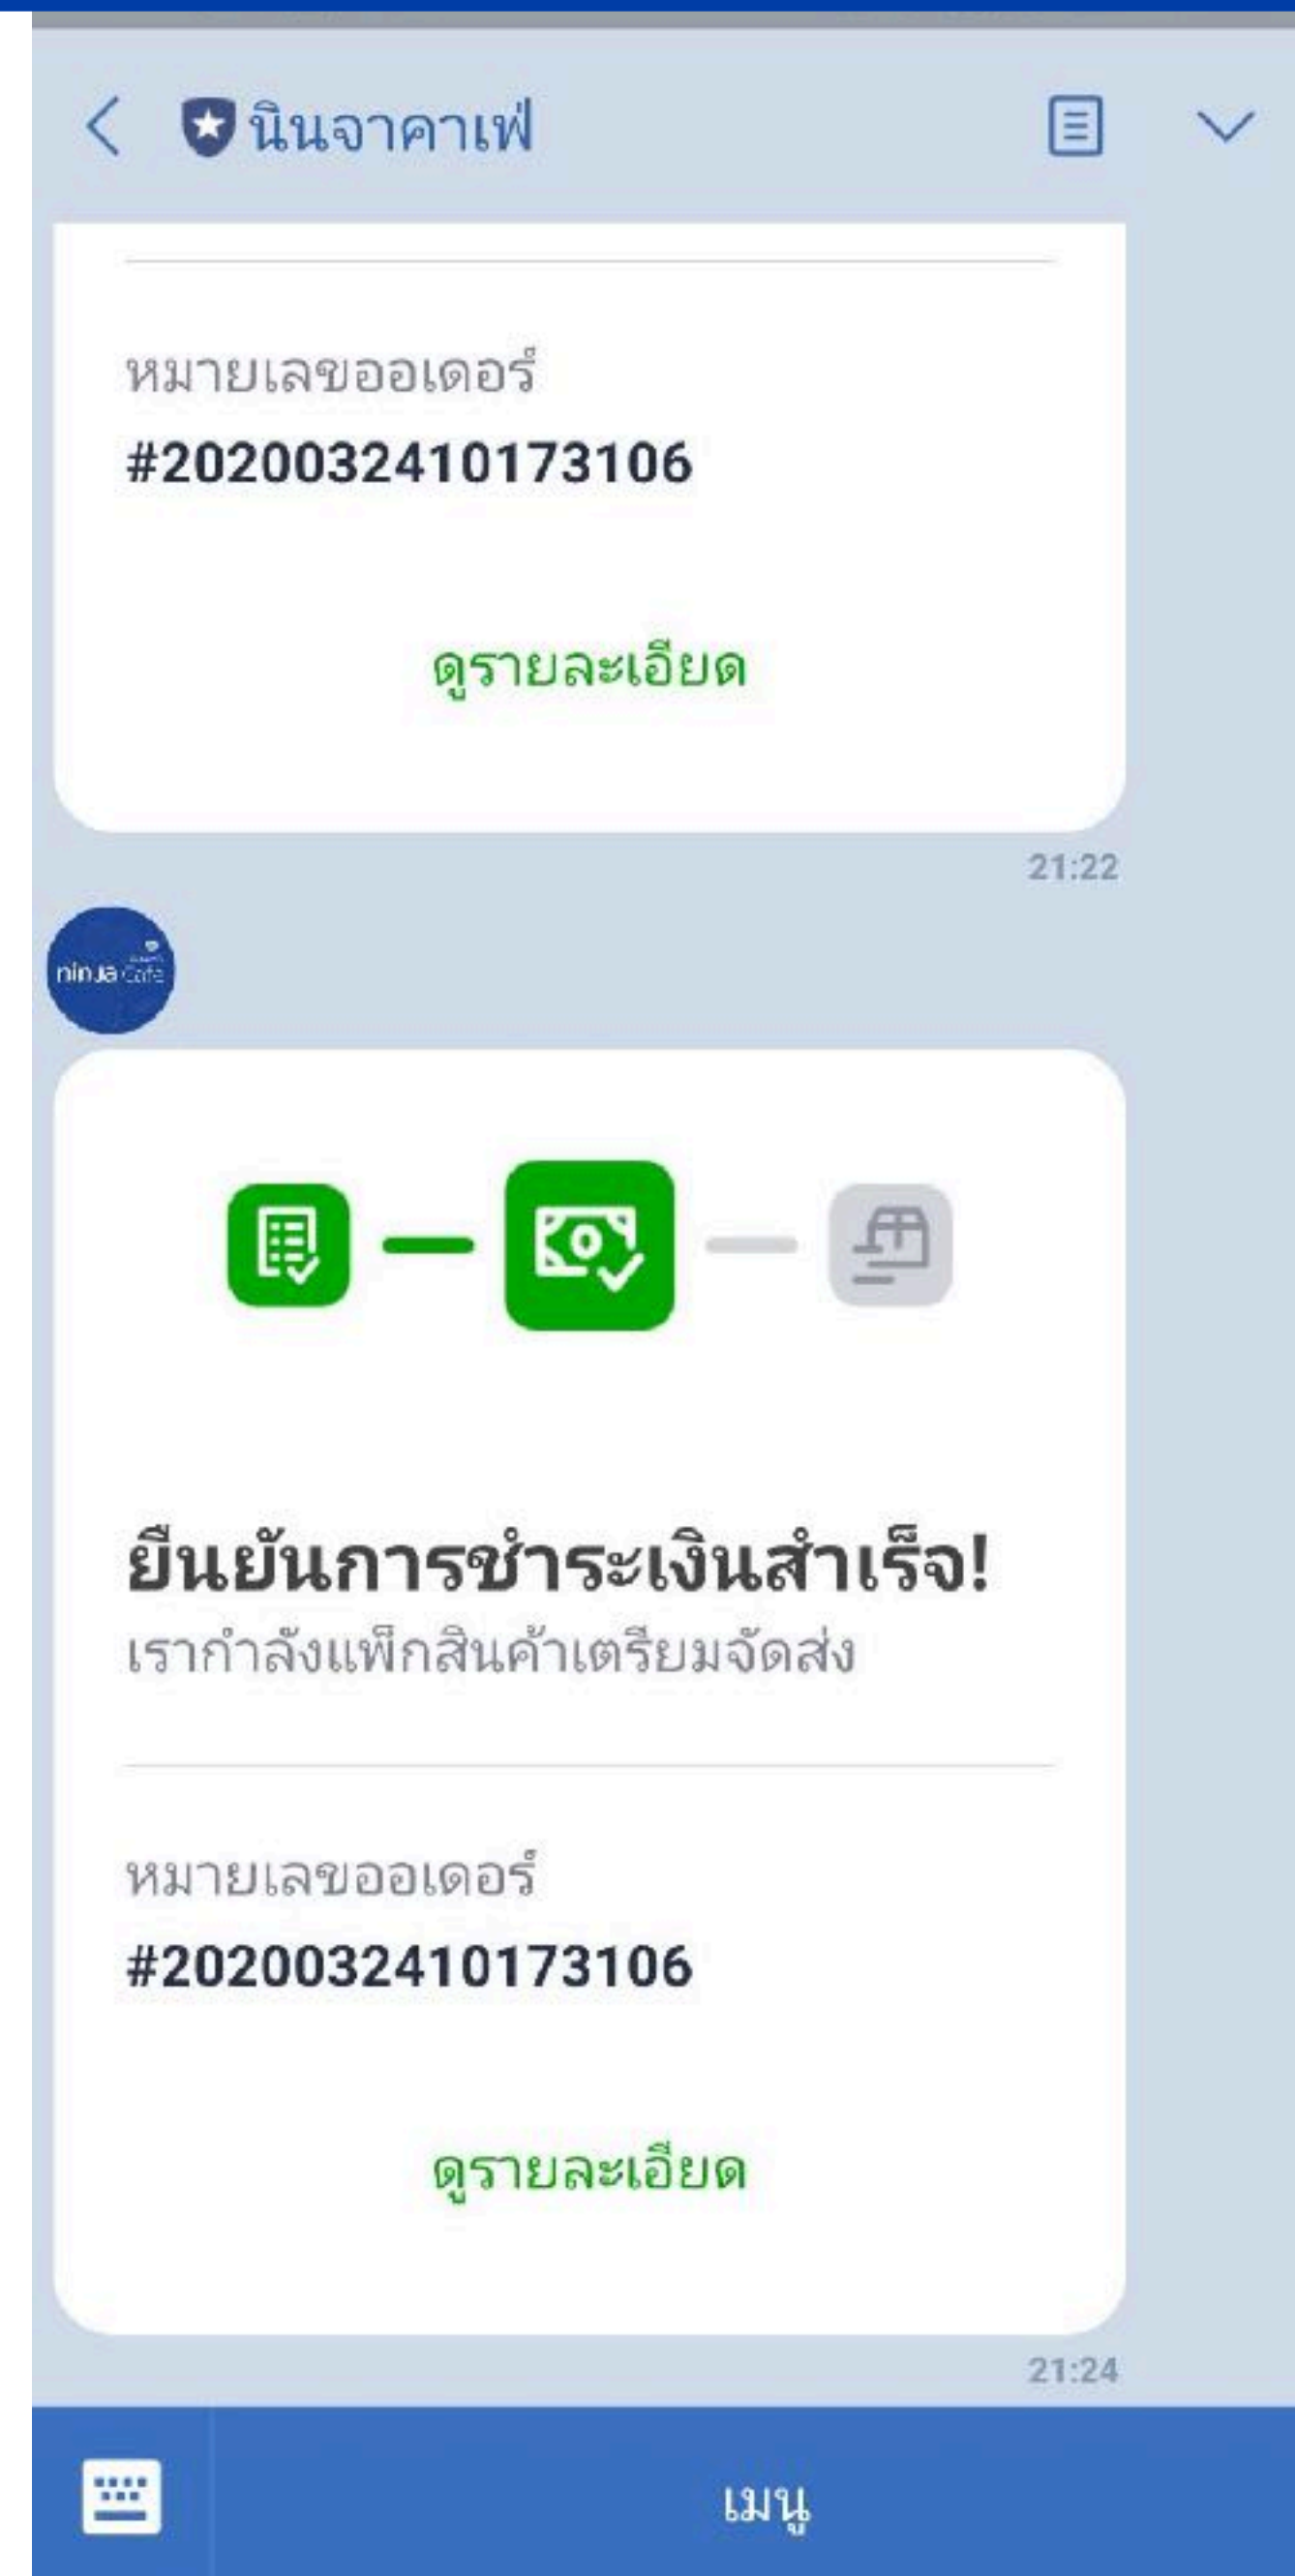 นินจาคาเฟ่
หมายเลขออเดอร์
#2020032410173106
ดูรายละเอียด
21:22
ninja Cafe
ยืนยันการชำระเงินสำเร็จ!
เรากำลังแพ็กสินค้าเตรียมจัดส่ง
หมายเลขออเดอร์
#2020032410173106
ดูรายละเอียด
21:24
เมนู